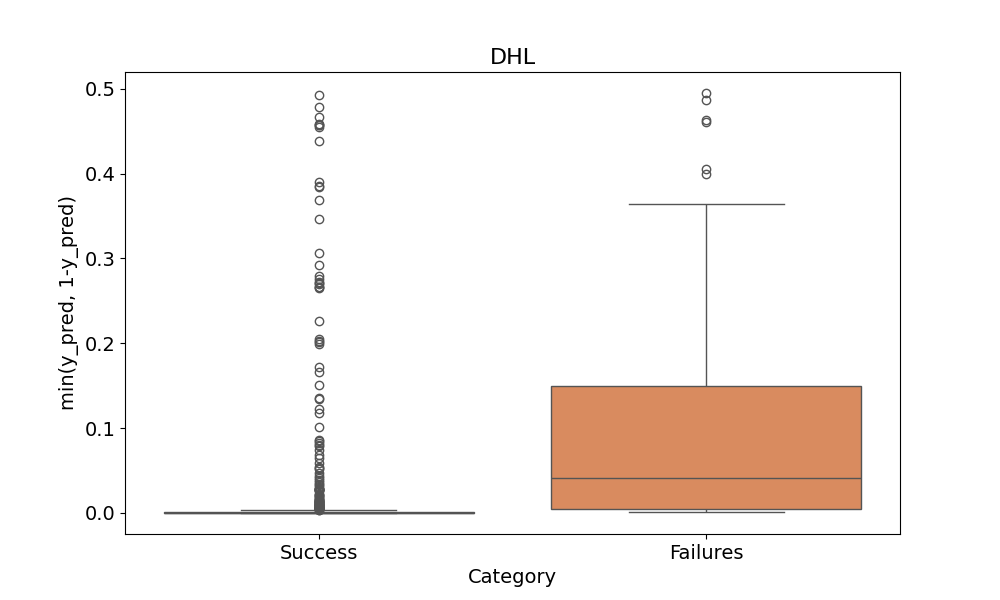 DHL
min(y_pred, 1-y_pred)
0.5
0.4
0.3
0.2
0.1
0.0
Success
Failures
Category